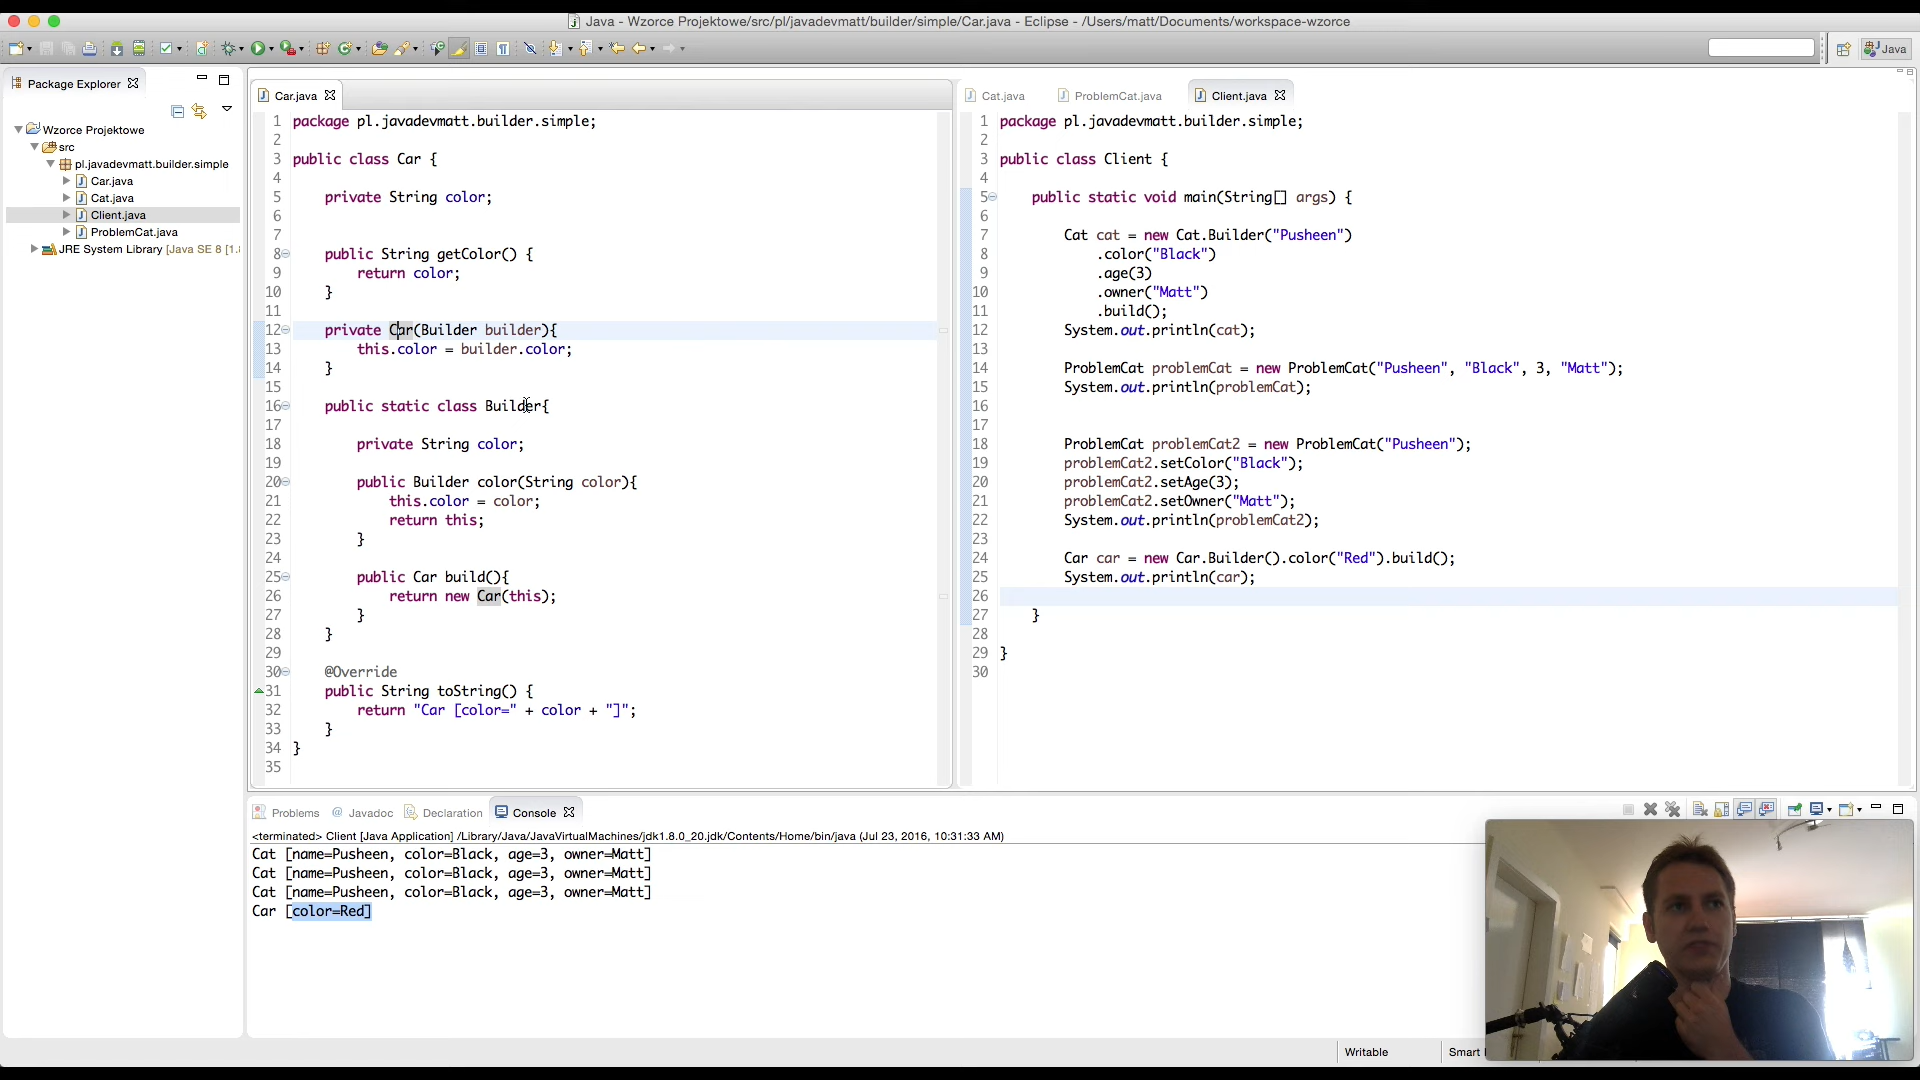 Java - Wzorce Projektowe/src/pl/javadevmatt/builder/simple/Car.java - Eclipse - /Users/matt/Documents/workspace-wzorce
Java
Package Explorer
Wzorce Projektowe
src
pl.javadevmatt.builder.simple
Car.java
Cat.java
Client.java
ProblemCat.java
JRE System Library [Java SE 8 [1.
Car.java
1 package pl.javadevmatt.builder.simple;
2
3 public class Car {
4
5 private String color;
6
7
8 public String getColor() {
9 return color;
10 }
11
12 private Car(Builder builder){
13 this.color = builder.color;
14 }
15
16 public static class Builder{
17
18 private String color;
19
20 public Builder color(String color){
21 this.color = color;
22 return this;
23 }
24
25 public Car build(){
26 return new Car(this);
27 }
28 }
29
30 @Override
31 public String toString() {
32 return "Car [color=" + color + "]";
33 }
34 }
35
Cat.java ProblemCat.java Client.java
1 package pl.javadevmatt.builder.simple;
2
3 public class Client {
4
5 public static void main(String[] args) {
6
7 Cat cat = new Cat.Builder("Pusheen")
8 .color("Black")
9 .age(3)
10 .owner("Matt")
11 .build();
12 System.out.println(cat);
13
14 ProblemCat problemCat = new ProblemCat("Pusheen", "Black", 3, "Matt");
15 System.out.println(problemCat);
16
17
18 ProblemCat problemCat2 = new ProblemCat("Pusheen");
19 problemCat2.setColor("Black");
20 problemCat2.setAge(3);
21 problemCat2.setOwner("Matt");
22 System.out.println(problemCat2);
23
24 Car car = new Car.Builder().color("Red").build();
25 System.out.println(car);
26
27 }
28
29 }
30
Problems @ Javadoc Declaration Console
<terminated> Client [Java Application] /Library/Java/JavaVirtualMachines/jdk1.8.0_20.jdk/Contents/Home/bin/java (Jul 23, 2016, 10:31:33 AM)
Cat [name=Pusheen, color=Black, age=3, owner=Matt]
Cat [name=Pusheen, color=Black, age=3, owner=Matt]
Cat [name=Pusheen, color=Black, age=3, owner=Matt]
Car [color=Red]
Writable
Smart